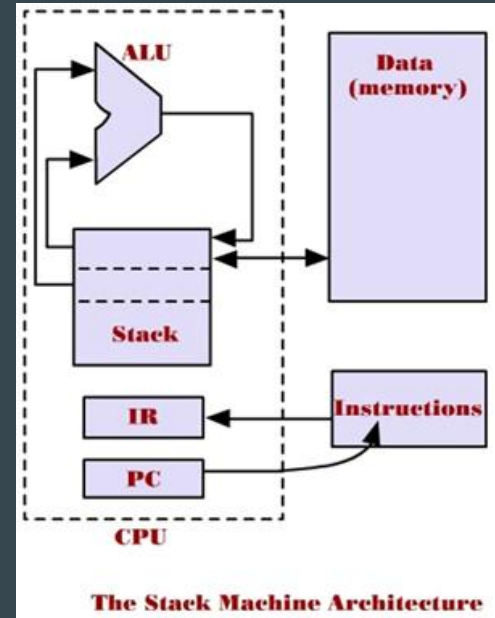 ALU
Data
(memory)
Stack
IR
Instructions
PC
CPU
The Stack Machine Architecture